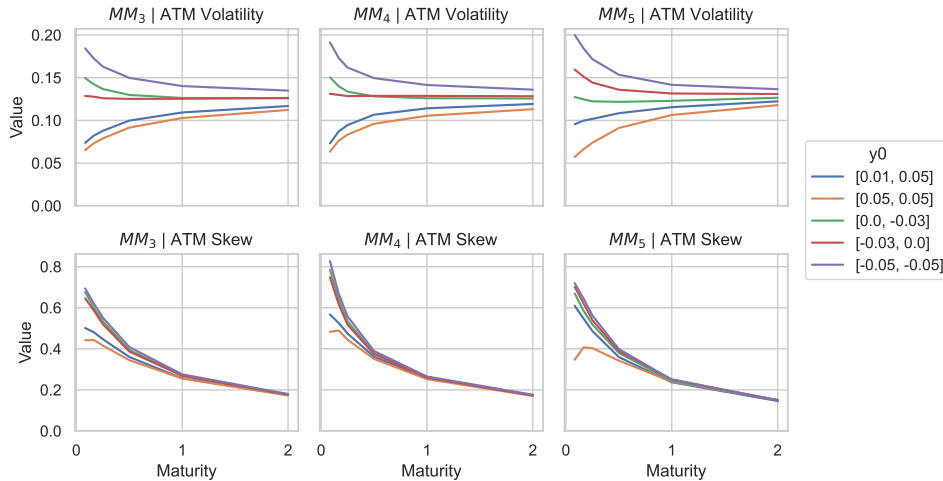 MM₃ | ATM Volatility
MM₄ | ATM Volatility
MM₅ | ATM Volatility
0.20
0.15
0.10
0.05
0.00
Value
y0
[0.01, 0.05]
[0.05, 0.05]
[0.0, -0.03]
[-0.03, 0.0]
[-0.05, -0.05]
MM₃ | ATM Skew
MM₄ | ATM Skew
MM₅ | ATM Skew
0.8
0.6
0.4
0.2
0.0
Value
0 1 2
0 1 2
0 1 2
Maturity
Maturity
Maturity